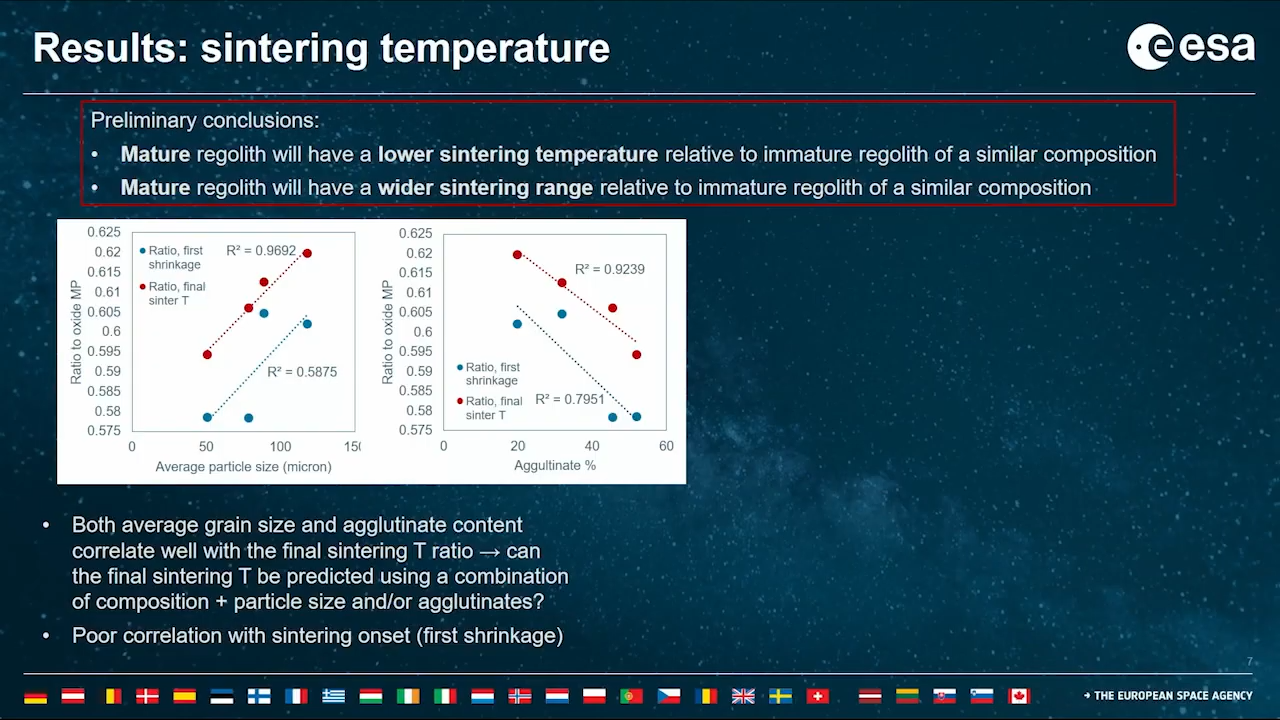 Results: sintering temperature
esa
Preliminary conclusions:
• Mature regolith will have a lower sintering temperature relative to immature regolith of a similar composition
• Mature regolith will have a wider sintering range relative to immature regolith of a similar composition
Ratio to oxide MP
0.625
0.62
0.615
0.61
0.605
0.6
0.595
0.59
0.585
0.58
0.575
Ratio, first
shrinkage
Ratio, final
sinter T
R² = 0.9692
R² = 0.5875
0
50
100
15
Average particle size (micron)
Ratio to oxide MP
0.625
0.62
0.615
0.61
0.605
0.6
0.595
0.59
0.585
0.58
0.575
R² = 0.9239
Ratio, first
shrinkage
Ratio, final
sinter T
R² = 0.7951
0
20
40
60
Aggultinate %
• Both average grain size and agglutinate content
correlate well with the final sintering T ratio → can
the final sintering T be predicted using a combination
of composition + particle size and/or agglutinates?
• Poor correlation with sintering onset (first shrinkage)
7
→ THE EUROPEAN SPACE AGENCY